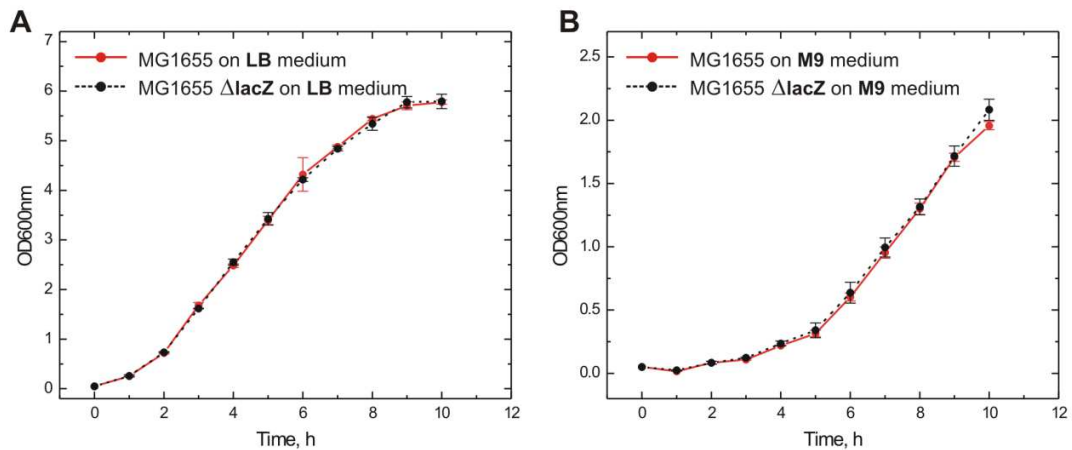 A
MG1655 on LB medium
MG1655 ΔlacZ on LB medium
OD600nm
7
6
5
4
3
2
1
0
0 2 4 6 8 10 12
Time, h
B
MG1655 on M9 medium
MG1655 ΔlacZ on M9 medium
OD600nm
2.5
2.0
1.5
1.0
0.5
0.0
0 2 4 6 8 10 12
Time, h